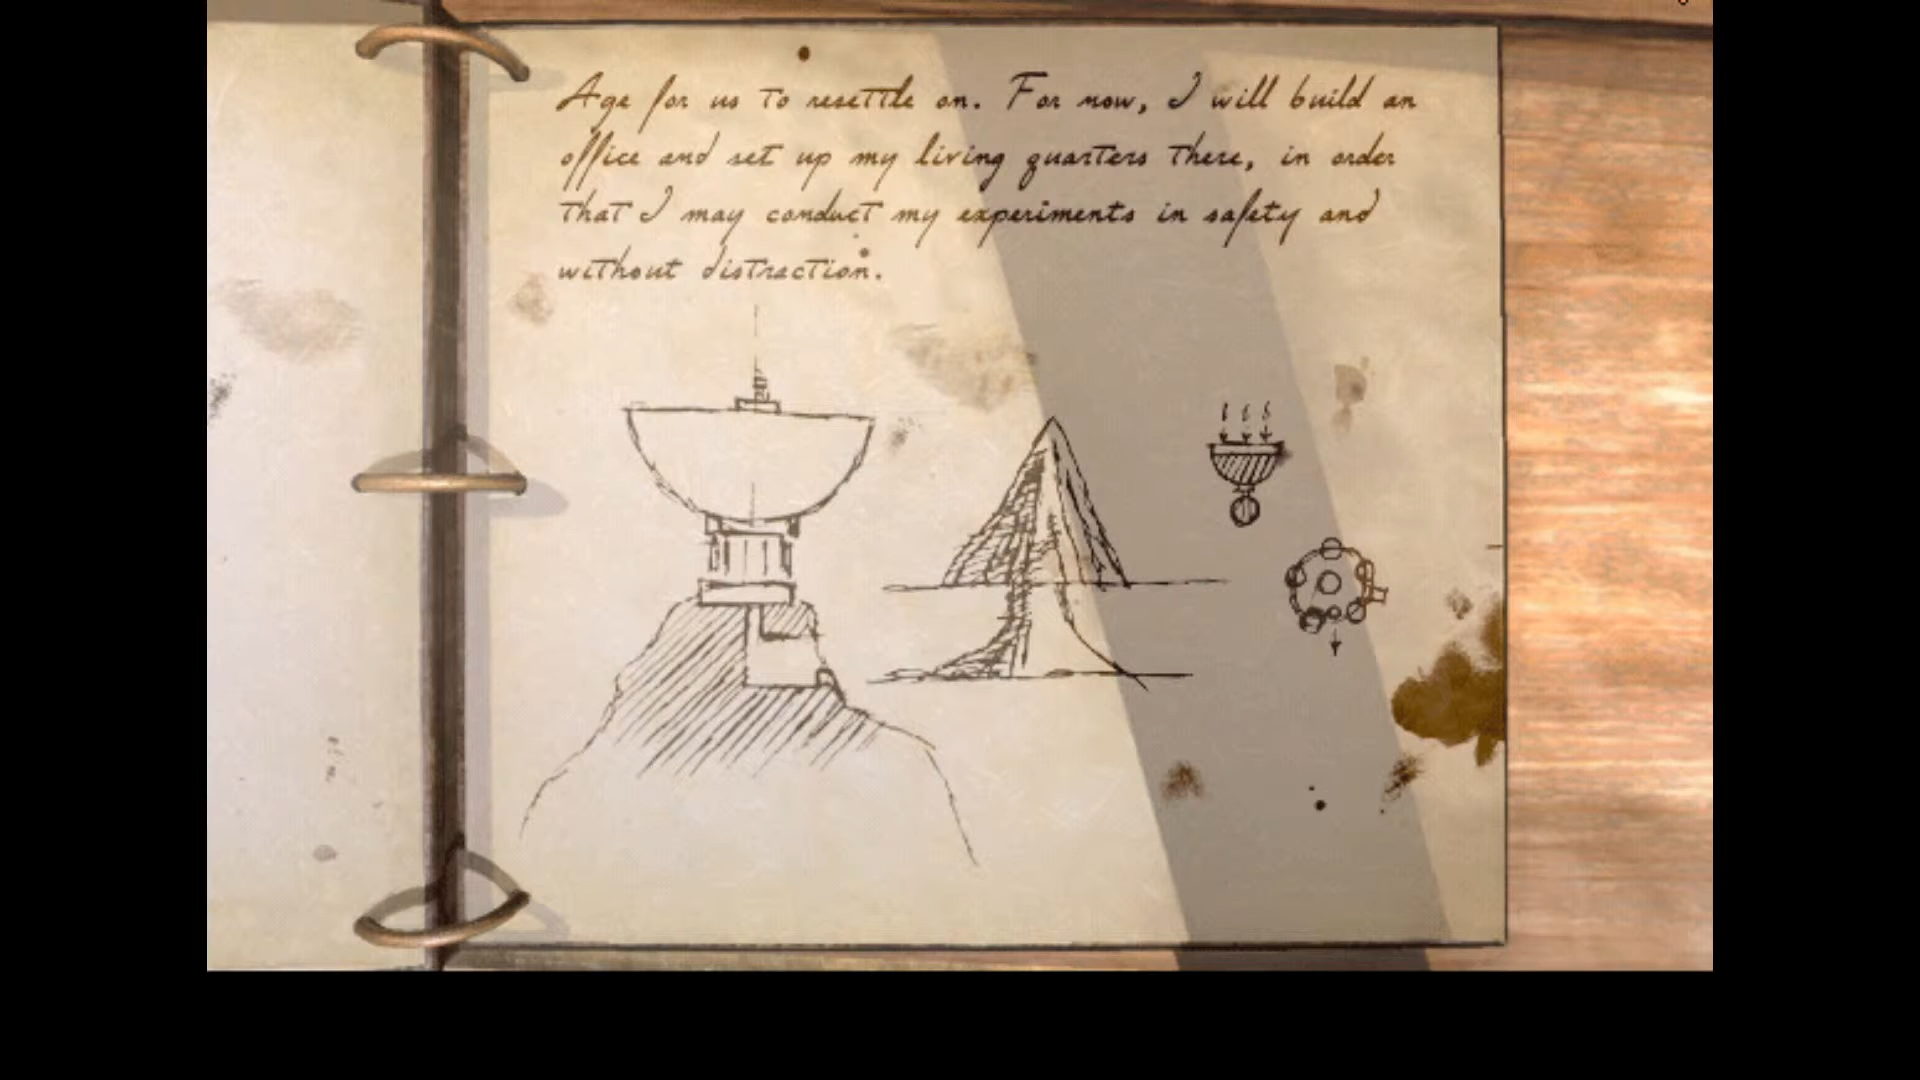 Age for us to resettle on. For now, I will build an
office and set up my living quarters there, in order
that I may conduct my experiments in safety and
without distraction.